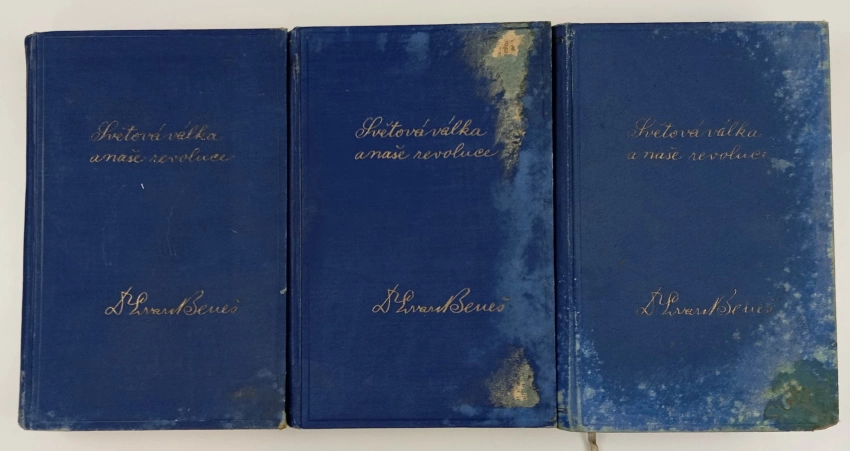 Světová válka
a naše revoluce
Dr Edvard Beneš
Světová válka
a naše revoluce
Dr Edvard Beneš
Světová válka
a naše revoluce
Dr Edvard Beneš